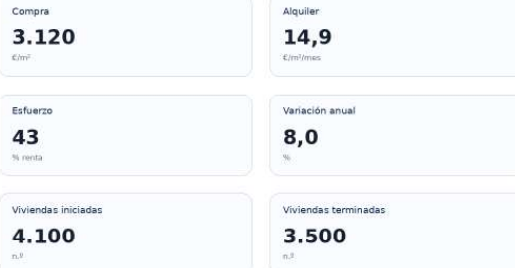 Compra
3.120
€/m²
Alquiler
14,9
€/m²/mes
Esfuerzo
43
% renta
Variación anual
8,0
%
Viviendas iniciadas
4.100
n.º
Viviendas terminadas
3.500
n.º